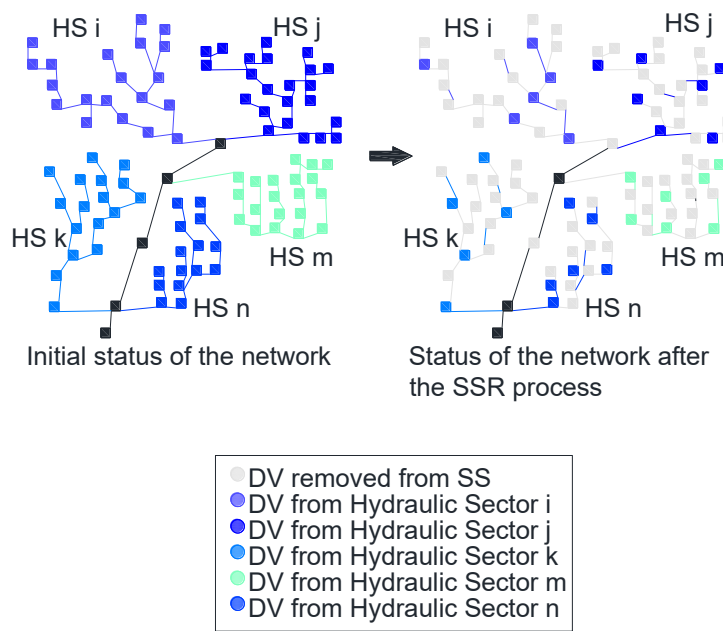 HS i
HS j
HS k
HS m
HS n
Initial status of the network
HS i
HS j
HS k
HS m
HS n
Status of the network after
the SSR process
DV removed from SS
DV from Hydraulic Sector i
DV from Hydraulic Sector j
DV from Hydraulic Sector k
DV from Hydraulic Sector m
DV from Hydraulic Sector n